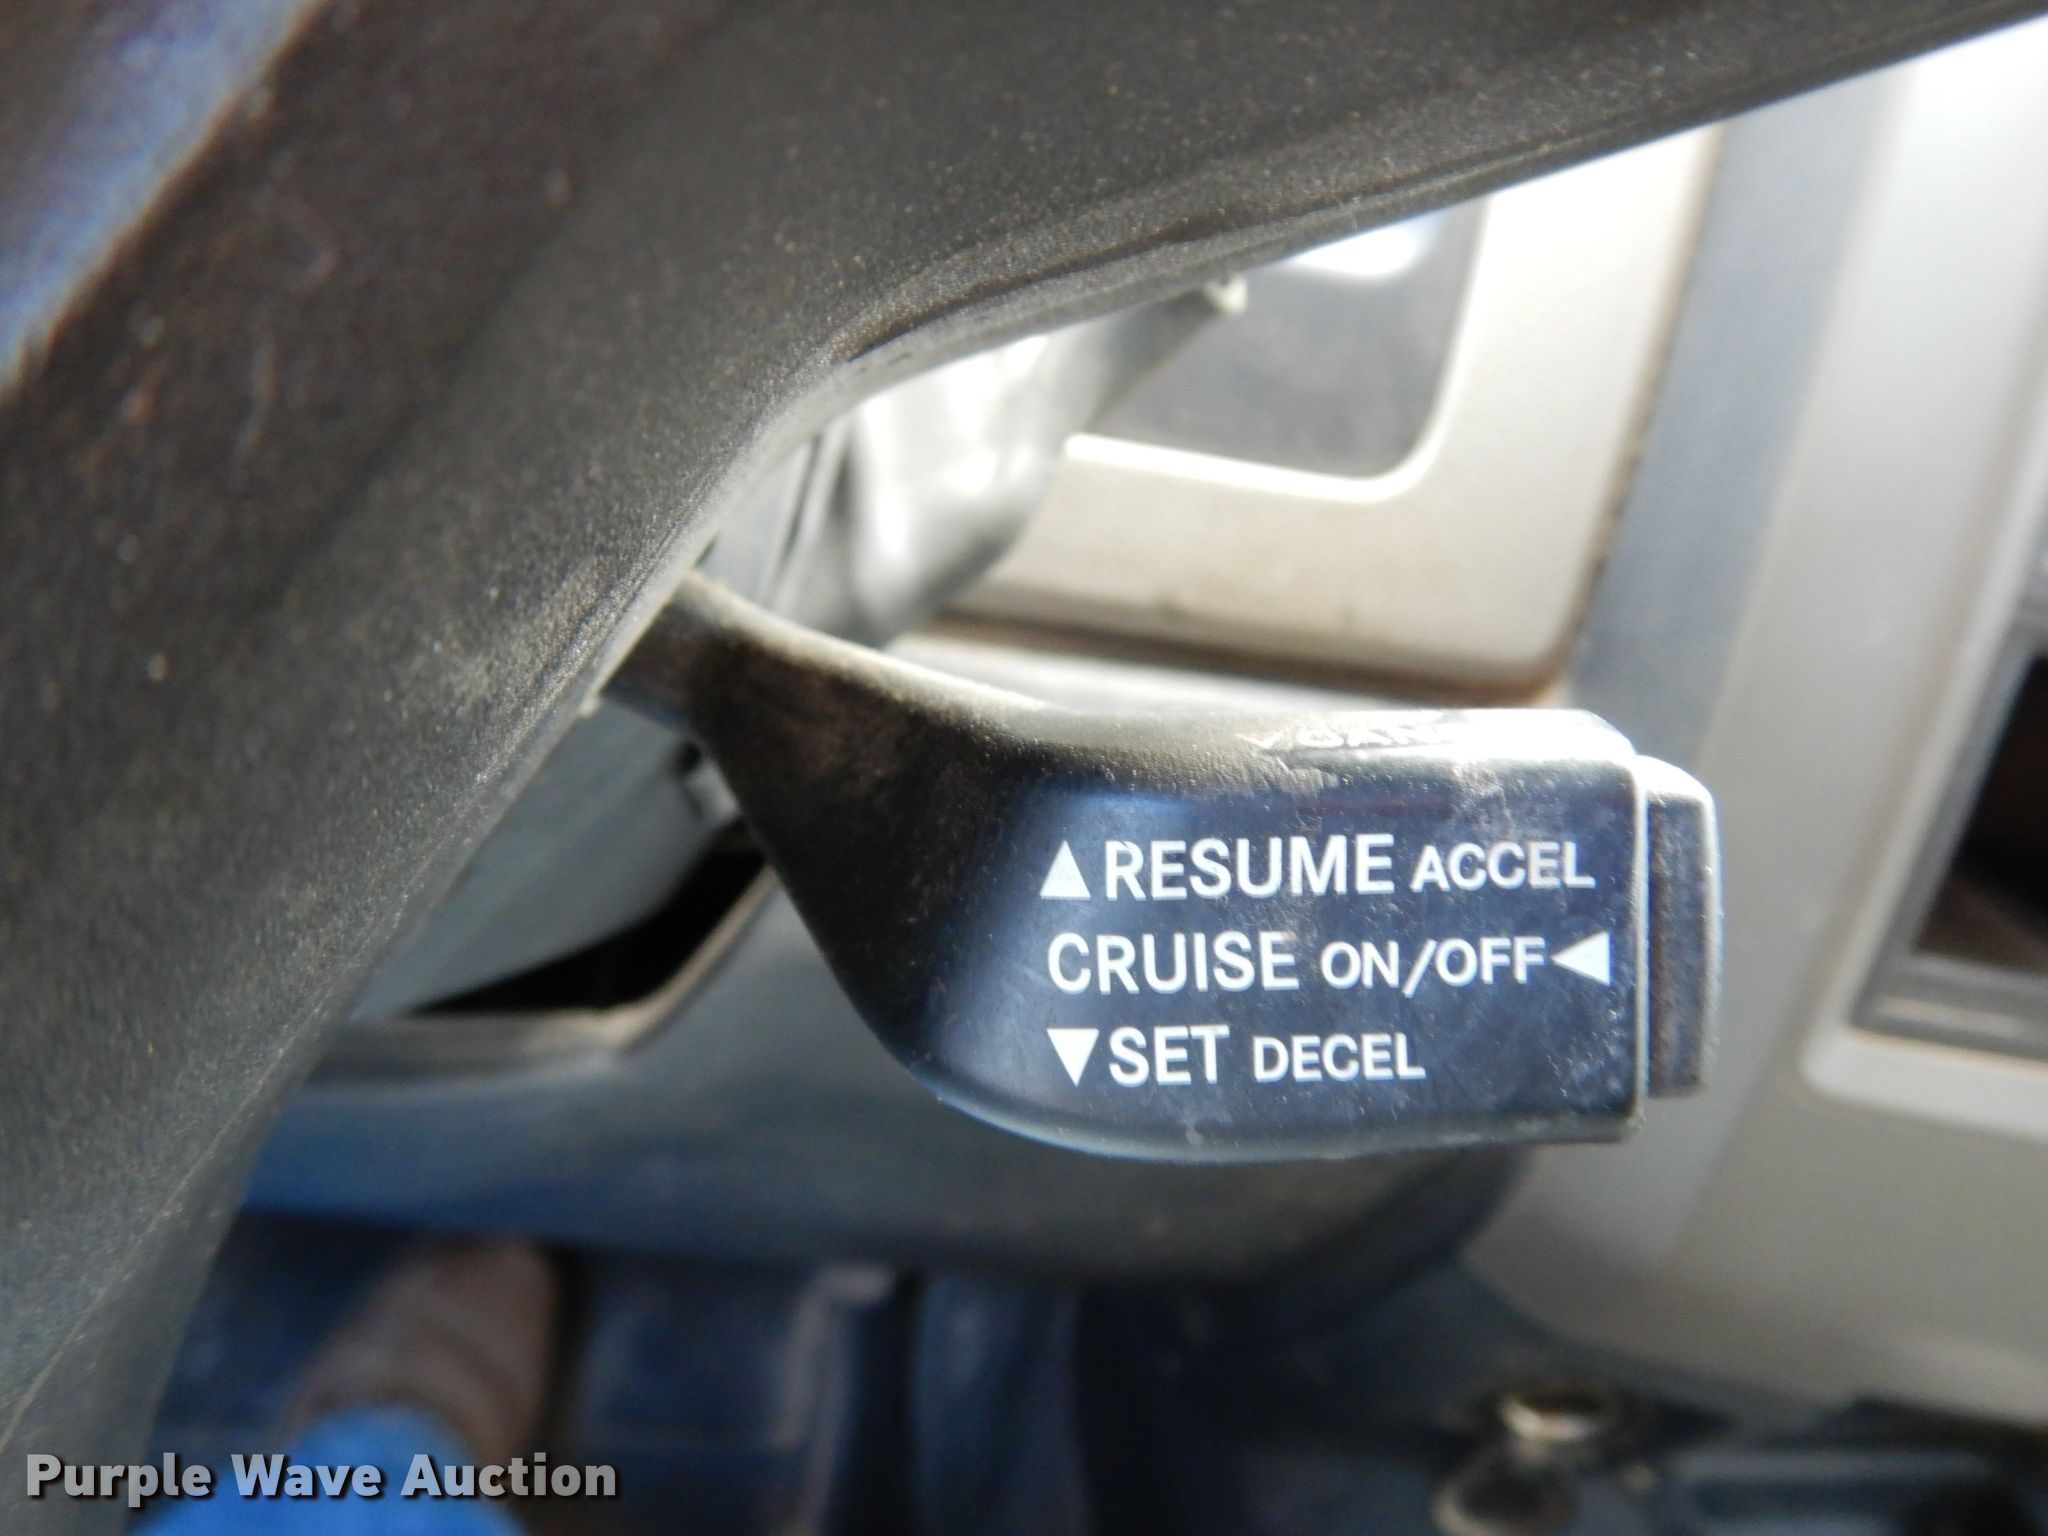 ▲RESUME ACCEL
CRUISE ON/OFF◀
▼SET DECEL
Purple Wave Auction